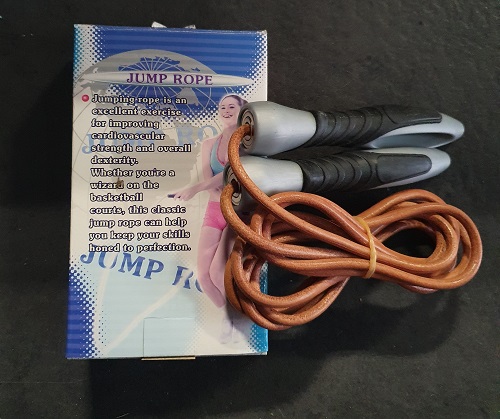 JUMP ROPE
Jumping rope is an
excellent exercise
for improving
cardiovascular
strength and overall
dexterity.
Whether you're a
wizard on the
basketball
courts, this classic
jump rope can help
you keep your skills
honed to perfection.
JUMP RO